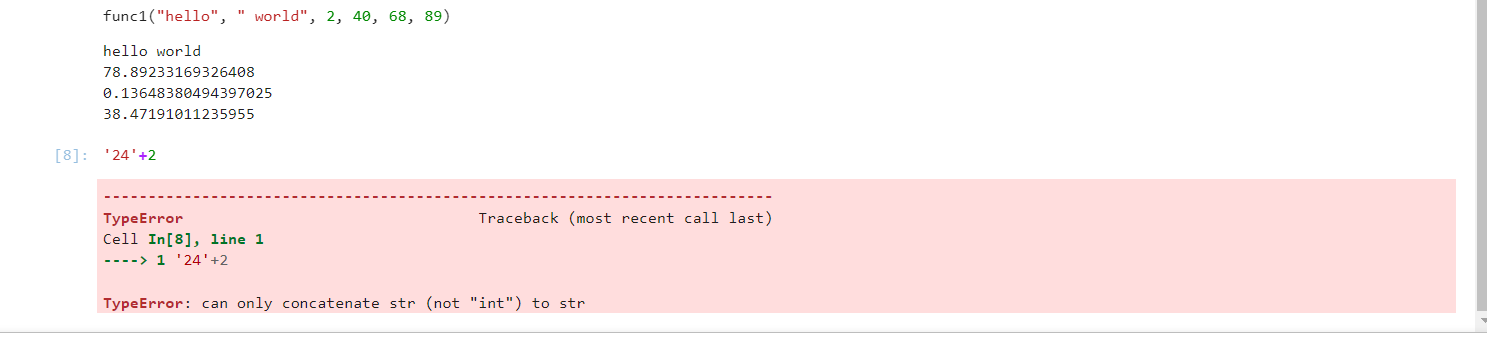 func1("hello", " world", 2, 40, 68, 89)
hello world
78.89233169326408
0.13648380494397025
38.47191011235955
[8]: '24'+2
---------------------------------------------------------------------------
TypeError                                 Traceback (most recent call last)
Cell In[8], line 1
----> 1 '24'+2
TypeError: can only concatenate str (not "int") to str